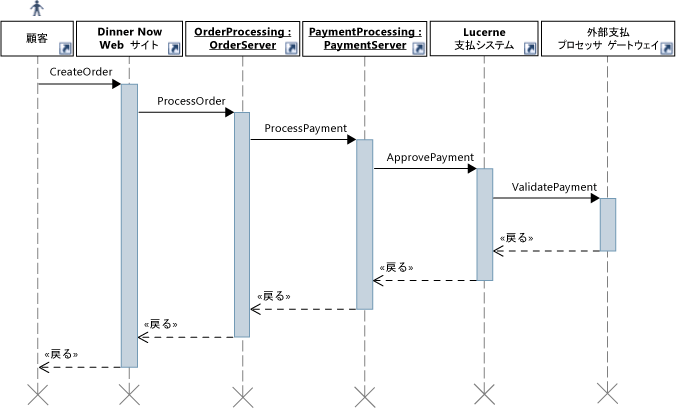 顧客
Dinner Now
Web サイト
OrderProcessing :
OrderServer
PaymentProcessing :
PaymentServer
Lucerne
支払システム
外部支払
プロセッサ ゲートウェイ
CreateOrder
ProcessOrder
ProcessPayment
ApprovePayment
ValidatePayment
«戻る»
«戻る»
«戻る»
«戻る»
«戻る»